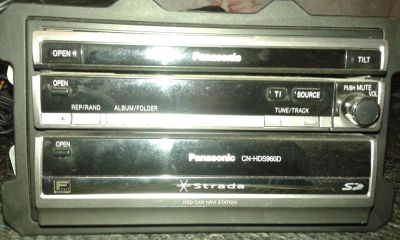 OPEN Panasonic TILT
OPEN TI SOURCE PUSH MUTE
VOL
REP/RAND ALBUM/FOLDER TUNE/TRACK
OPEN
Panasonic CN-HDS960D
F Strada SD
HDD CAR NAVI STATION